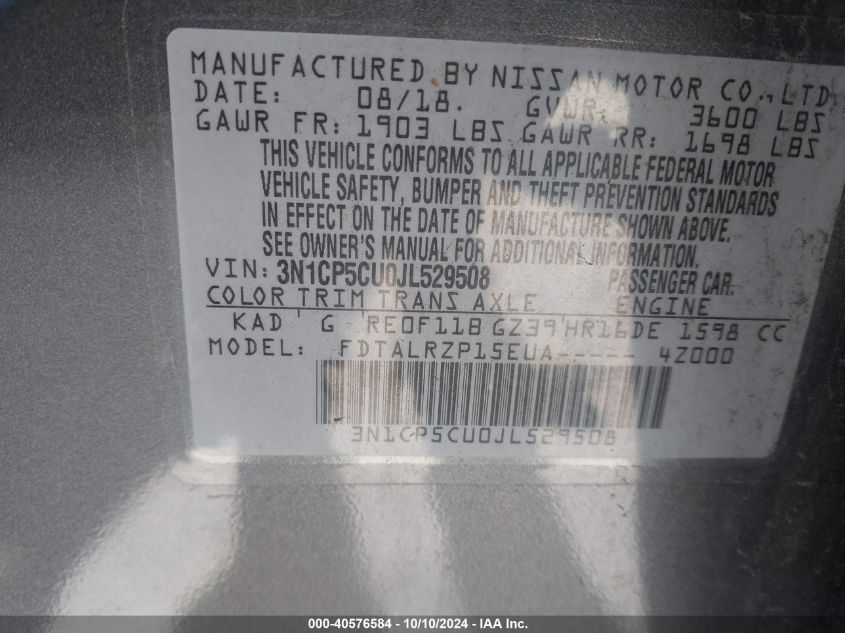 MANUFACTURED BY NISSAN MOTOR CO., LTD
DATE: 08/18. GVWR: 3600 LBS
GAWR FR: 1903 LBS GAWR RR: 1698 LBS
THIS VEHICLE CONFORMS TO ALL APPLICABLE FEDERAL MOTOR
VEHICLE SAFETY, BUMPER AND THEFT PREVENTION STANDARDS
IN EFFECT ON THE DATE OF MANUFACTURE SHOWN ABOVE.
SEE OWNER'S MANUAL FOR ADDITIONAL INFORMATION.
VIN: 3N1CP5CU0JL529508 PASSENGER CAR.
COLOR TRIM TRANS AXLE ENGINE
KAD G RE0F11B GZ39 HR16DE 1598 CC
MODEL: FDTALRZP15EUA----- 4Z000
3N1CP5CU0JL529508
000-40576584 - 10/10/2024 - IAAI.com